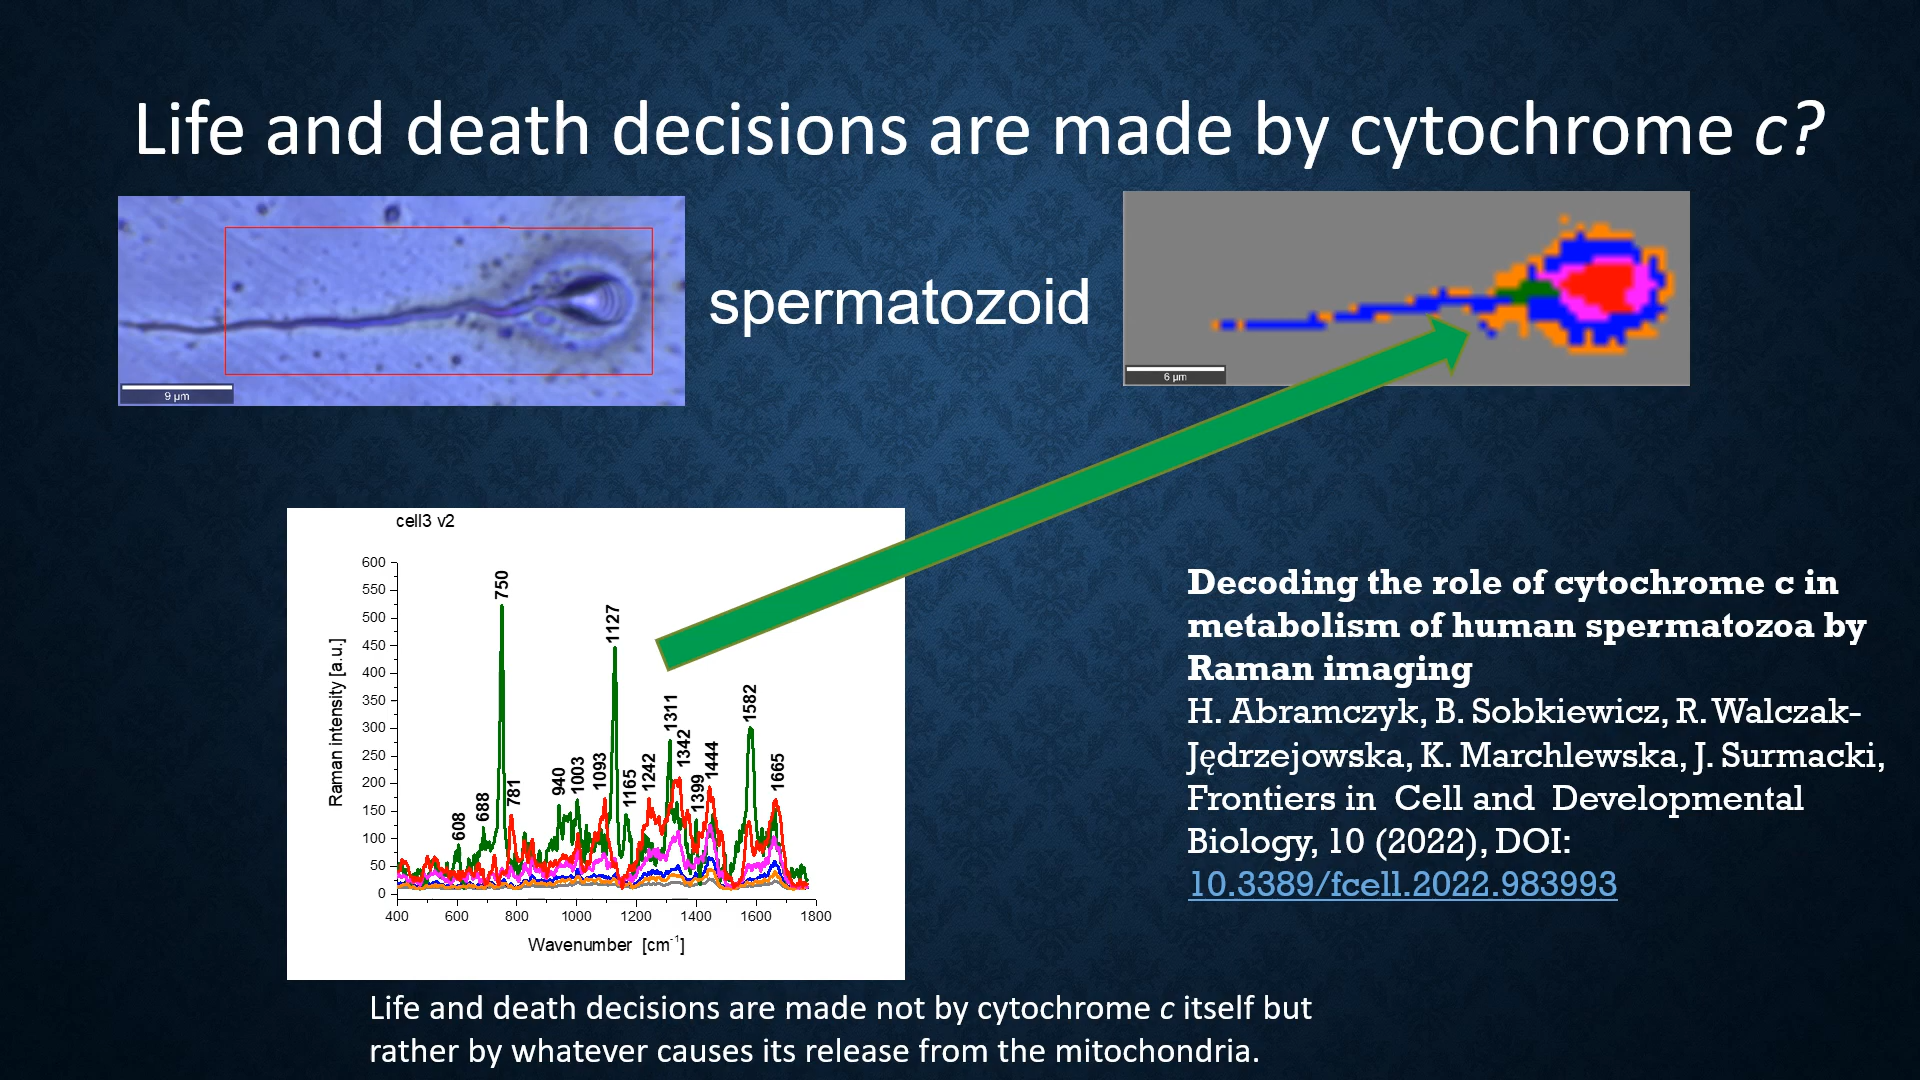 Life and death decisions are made by cytochrome c?
9 µm
spermatozoid
6 µm
cell3 v2
Raman intensity [a.u.]
600
550
500
450
400
350
300
250
200
150
100
50
0
608
688
750
781
940
1003
1093
1127
1165
1242
1311
1342
1399
1444
1582
1665
400 600 800 1000 1200 1400 1600 1800
Wavenumber [cm-1]
Decoding the role of cytochrome c in
metabolism of human spermatozoa by
Raman imaging
H. Abramczyk, B. Sobkiewicz, R. Walczak-
Jędrzejowska, K. Marchlewska, J. Surmacki,
Frontiers in Cell and Developmental
Biology, 10 (2022), DOI:
10.3389/fcell.2022.983993
Life and death decisions are made not by cytochrome c itself but
rather by whatever causes its release from the mitochondria.